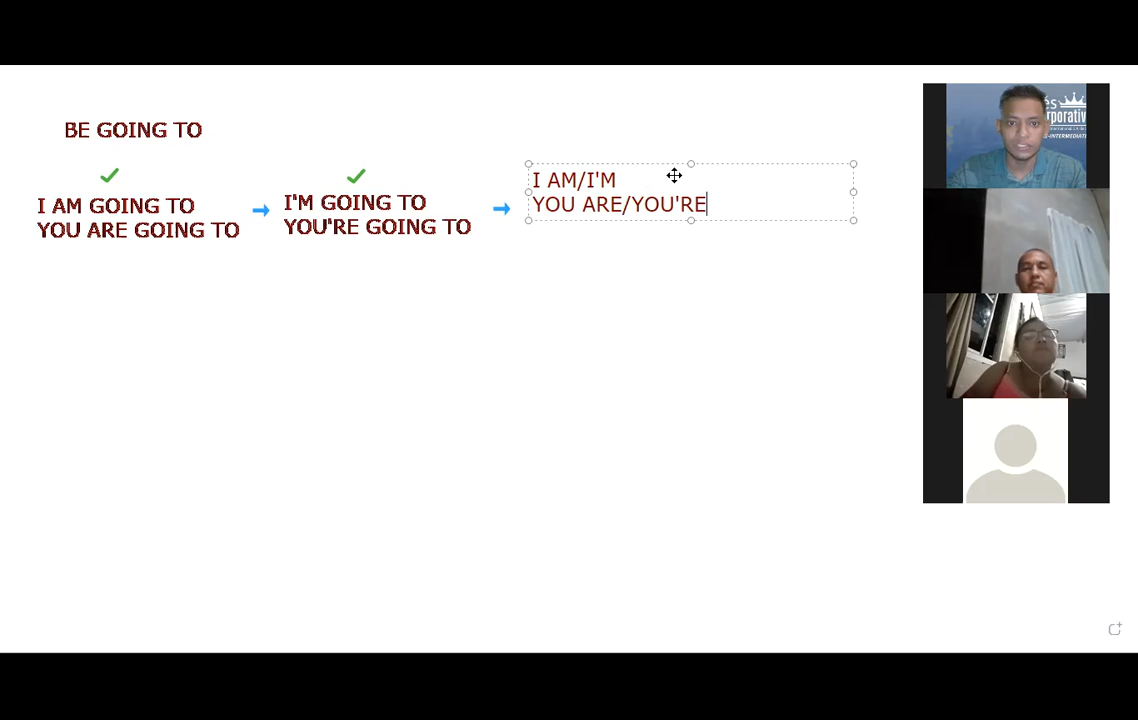 BE GOING TO
I AM GOING TO
YOU ARE GOING TO
I'M GOING TO
YOU'RE GOING TO
I AM/I'M
YOU ARE/YOU'RE